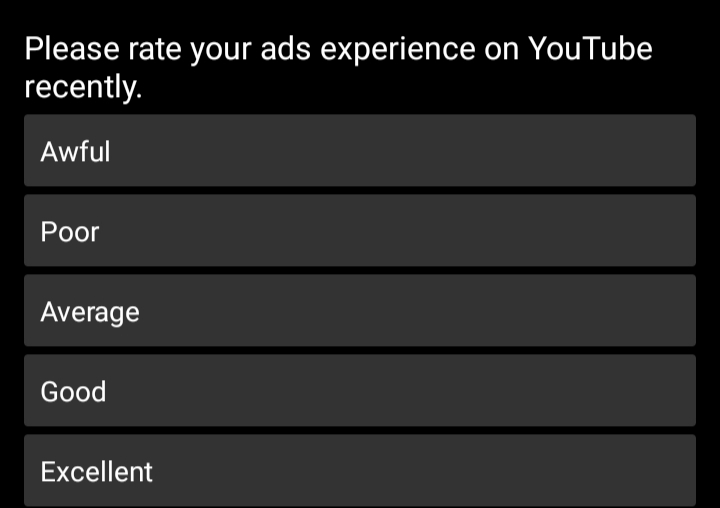 Please rate your ads experience on YouTube
recently.
Awful
Poor
Average
Good
Excellent